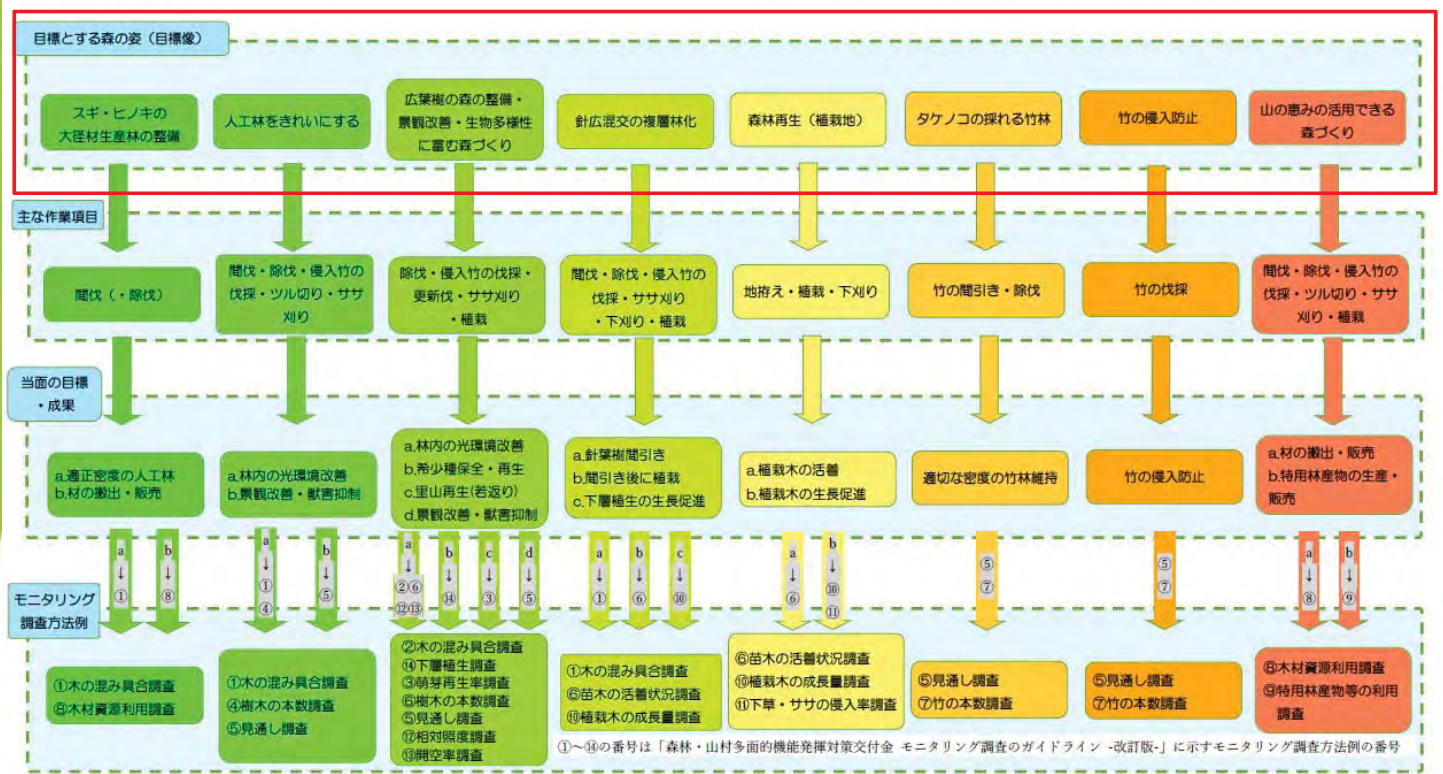 目標とする森の姿（目標像）
スギ・ヒノキの
大径材生産林の整備
人工林をきれいにする
広葉樹の森の整備・
景観改善・生物多様性
に富む森づくり
針広混交の複層林化
森林再生（植栽地）
タケノコの採れる竹林
竹の侵入防止
山の恵みの活用できる
森づくり
主な作業項目
間伐（・除伐）
間伐・除伐・侵入竹の
伐採・ツル切り・ササ
刈り
除伐・侵入竹の伐採・
更新伐・ササ刈り
・植栽
間伐・除伐・侵入竹の
伐採・ササ刈り
・下刈り・植栽
地拵え・植栽・下刈り
竹の間引き・除伐
竹の伐採
間伐・除伐・侵入竹の
伐採・ツル切り・ササ
刈り・植栽
当面の目標
・成果
a.適正密度の人工林
b.材の搬出・販売
a.林内の光環境改善
b.景観改善・獣害抑制
a.林内の光環境改善
b.希少種保全・再生
c.里山再生(若返り)
d.景観改善・獣害抑制
a.針葉樹間引き
b.間引き後に植栽
c.下層植生の生長促進
a.植栽木の活着
b.植栽木の生長促進
適切な密度の竹林維持
竹の侵入防止
a.材の搬出・販売
b.特用林産物の生産・
販売
a
↓
①
b
↓
⑧
a
↓
①
④
b
↓
⑤
a
↓
②⑥
⑫⑬
b
↓
⑭
c
↓
③
d
↓
⑤
a
↓
①
b
↓
⑥
c
↓
⑩
a
↓
⑥
b
↓
⑩
⑪
⑤
⑦
⑤
⑦
a
↓
⑧
b
↓
⑨
モニタリング
調査方法例
①木の混み具合調査
⑧木材資源利用調査
①木の混み具合調査
④樹木の本数調査
⑤見通し調査
②木の混み具合調査
⑭下層植生調査
③萌芽再生率調査
⑥樹木の本数調査
⑤見通し調査
⑫相対照度調査
⑬開空率調査
①木の混み具合調査
⑥苗木の活着状況調査
⑩植栽木の成長量調査
⑥苗木の活着状況調査
⑩植栽木の成長量調査
⑪下草・ササの侵入率調査
⑤見通し調査
⑦竹の本数調査
⑤見通し調査
⑦竹の本数調査
⑧木材資源利用調査
⑨特用林産物等の利用
調査
①～⑭の番号は「森林・山村多面的機能発揮対策交付金 モニタリング調査のガイドライン -改訂版-」に示すモニタリング調査方法例の番号